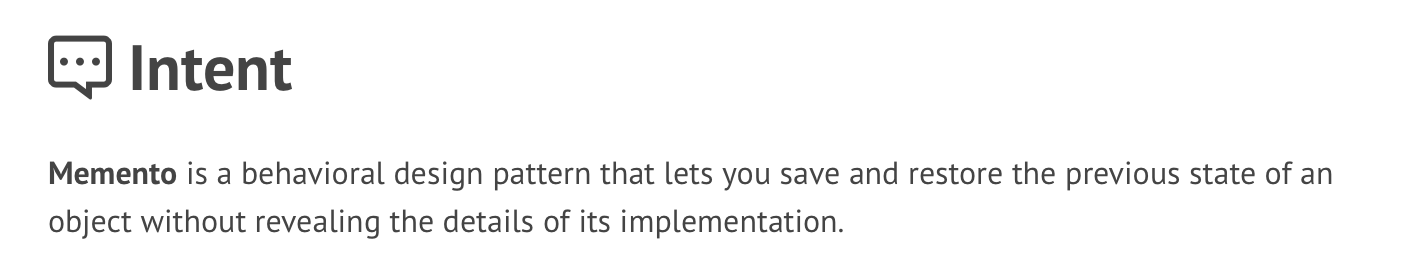 Intent
Memento is a behavioral design pattern that lets you save and restore the previous state of an
object without revealing the details of its implementation.